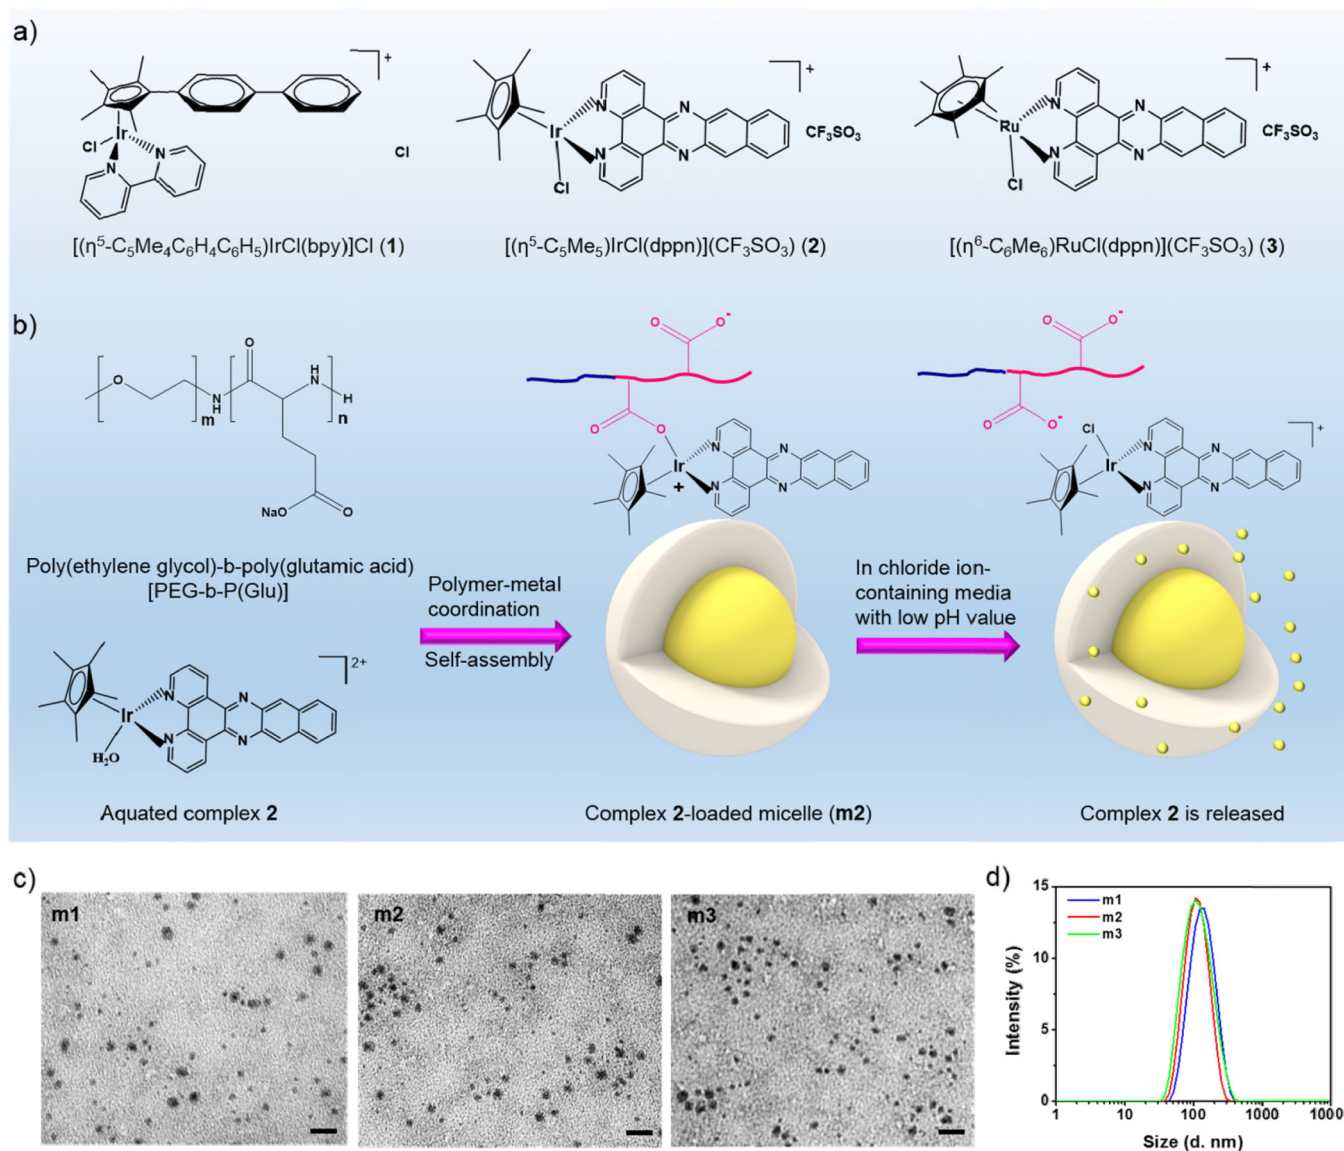 a)
+
Ir
Cl
N
N
Cl
[(η⁵-C₅Me₄C₆H₄C₆H₅)IrCl(bpy)]Cl (1)
+
Ir
Cl
N
N
N
N
CF₃SO₃
[(η⁵-C₅Me₅)IrCl(dppn)](CF₃SO₃) (2)
+
Ru
Cl
N
N
N
N
CF₃SO₃
[(η⁶-C₆Me₆)RuCl(dppn)](CF₃SO₃) (3)
b)
O
m
N
H
O
H
N
n
H
NaO
O
Poly(ethylene glycol)-b-poly(glutamic acid)
[PEG-b-P(Glu)]
2+
Ir
H₂O
N
N
N
N
Aquated complex 2
Polymer-metal
coordination
Self-assembly
O
O⁻
O
O
Ir
+
N
N
N
N
Complex 2-loaded micelle (m2)
In chloride ion-
containing media
with low pH value
O
O⁻
O
O⁻
Cl
Ir
N
N
N
N
+
Complex 2 is released
c)
m1
m2
m3
d)
15
10
5
0
Intensity (%)
m1
m2
m3
1
10
100
1000
1000
Size (d. nm)